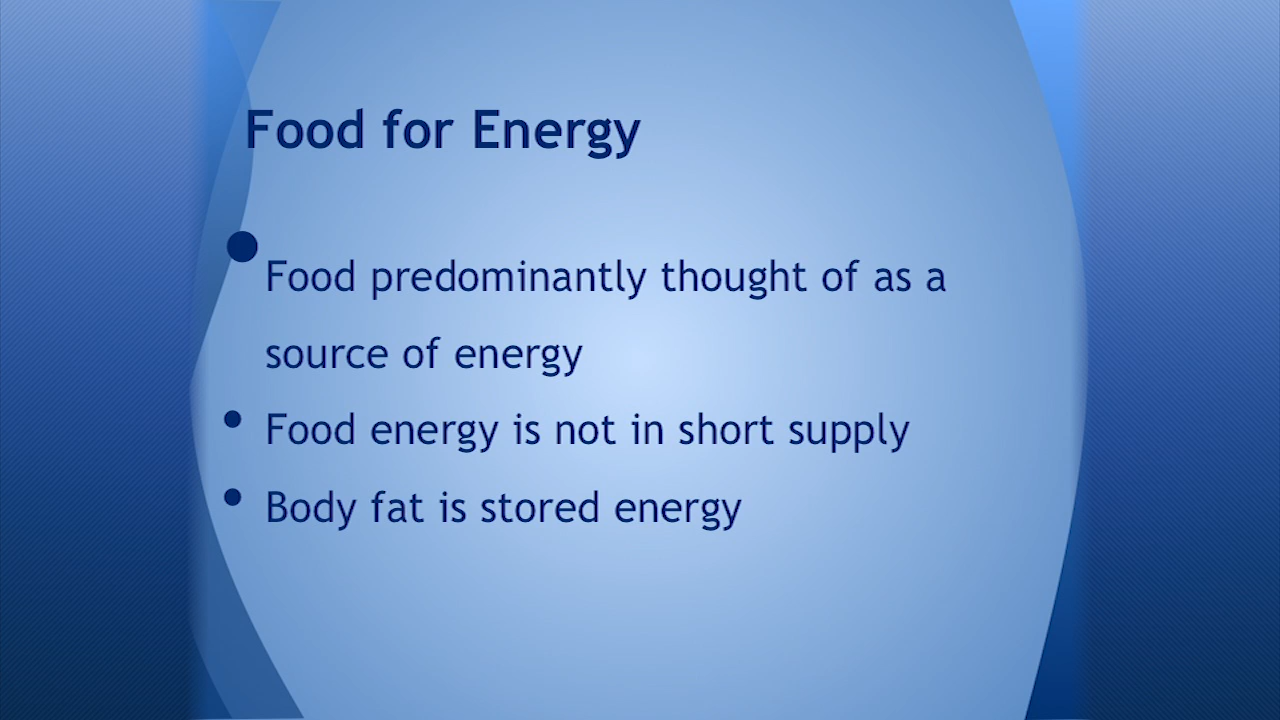 Food for Energy
• Food predominantly thought of as a
source of energy
• Food energy is not in short supply
• Body fat is stored energy